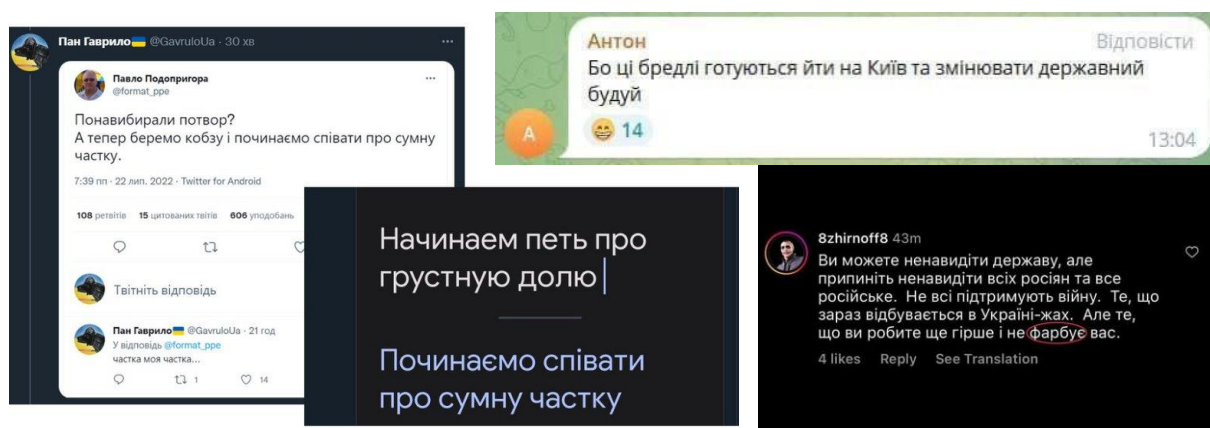 Пан Гаврило @GavruloUa · 30 хв
Павло Подопригора
@format_ppe
Понавибирали потвор?
А тепер беремо кобзу і починаємо співати про сумну
частку.
7:39 пп · 22 лип. 2022 · Twitter for Android
108 ретвітів 15 цитованих твітів 606 уподобань
Твітніть відповідь
Пан Гаврило @GavruloUa · 21 год
У відповідь @format_ppe
частка моя частка...
1 14
Начинаем петь про
грустную долю
Починаємо співати
про сумну частку
Антон Відповісти
Бо ці бредлі готуються йти на Київ та змінювати державний
будуй
А
14
13:04
8zhirnoff8 43m
Ви можете ненавидіти державу, але
припиніть ненавидіти всіх росіян та все
російське. Не всі підтримують війну. Те, що
зараз відбувається в Україні-жах. Але те,
що ви робите ще гірше і не фарбує вас.
4 likes Reply See Translation